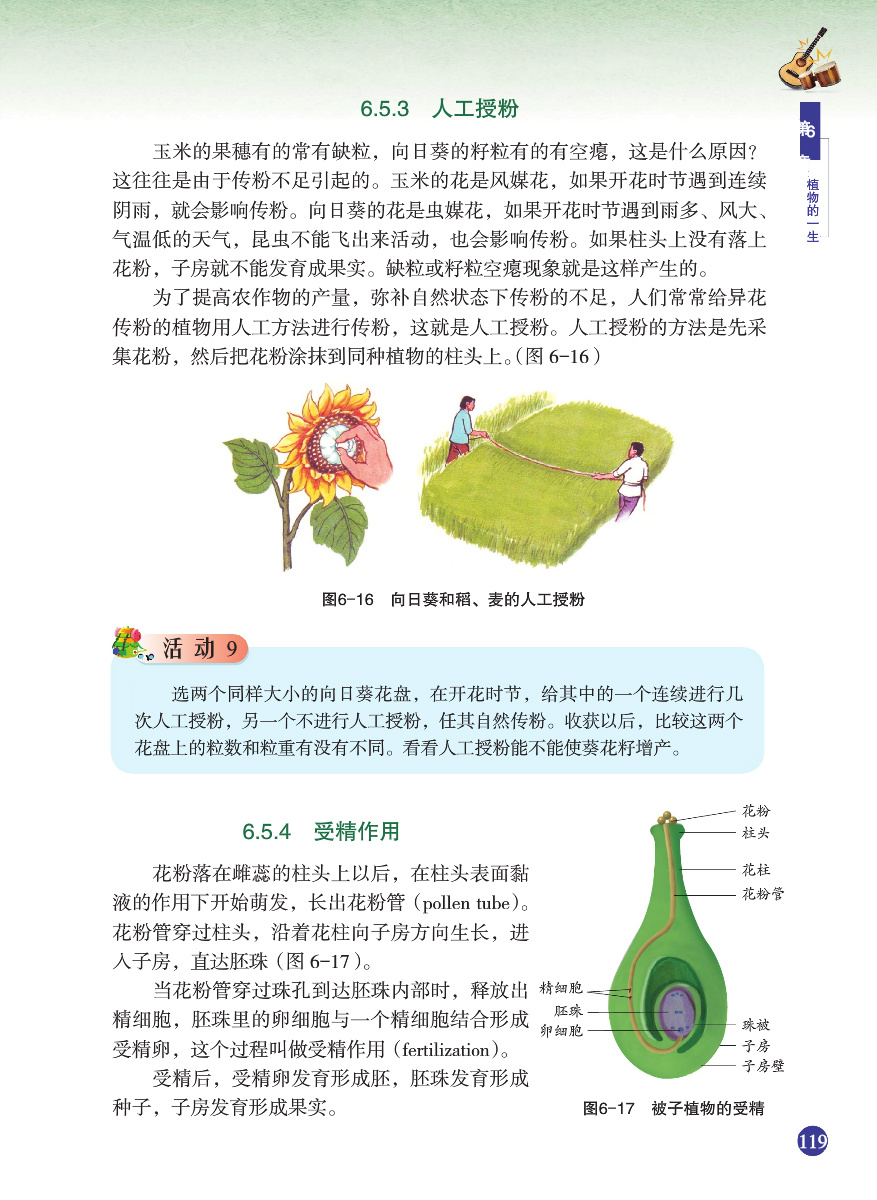 6.5.3 人工授粉
玉米的果穗有的常有缺粒，向日葵的籽粒有的有空瘪，这是什么原因？
这往往是由于传粉不足引起的。玉米的花是风媒花，如果开花时节遇到连续
阴雨，就会影响传粉。向日葵的花是虫媒花，如果开花时节遇到雨多、风大、
气温低的天气，昆虫不能飞出来活动，也会影响传粉。如果柱头上没有落上
花粉，子房就不能发育成果实。缺粒或籽粒空瘪现象就是这样产生的。
为了提高农作物的产量，弥补自然状态下传粉的不足，人们常常给异花
传粉的植物用人工方法进行传粉，这就是人工授粉。人工授粉的方法是先采
集花粉，然后把花粉涂抹到同种植物的柱头上。（图 6-16）
第6
植物的一生
图6-16 向日葵和稻、麦的人工授粉
活动 9
选两个同样大小的向日葵花盘，在开花时节，给其中的一个连续进行几
次人工授粉，另一个不进行人工授粉，任其自然传粉。收获以后，比较这两个
花盘上的粒数和粒重有没有不同。看看人工授粉能不能使葵花籽增产。
6.5.4 受精作用
花粉落在雌蕊的柱头上以后，在柱头表面黏
液的作用下开始萌发，长出花粉管（pollen tube）。
花粉管穿过柱头，沿着花柱向子房方向生长，进
入子房，直达胚珠（图 6-17）。
当花粉管穿过珠孔到达胚珠内部时，释放出
精细胞，胚珠里的卵细胞与一个精细胞结合形成
受精卵，这个过程叫做受精作用（fertilization）。
受精后，受精卵发育形成胚，胚珠发育形成
种子，子房发育形成果实。
花粉
柱头
花柱
花粉管
精细胞
胚珠
卵细胞
珠被
子房
子房壁
图6-17 被子植物的受精
119